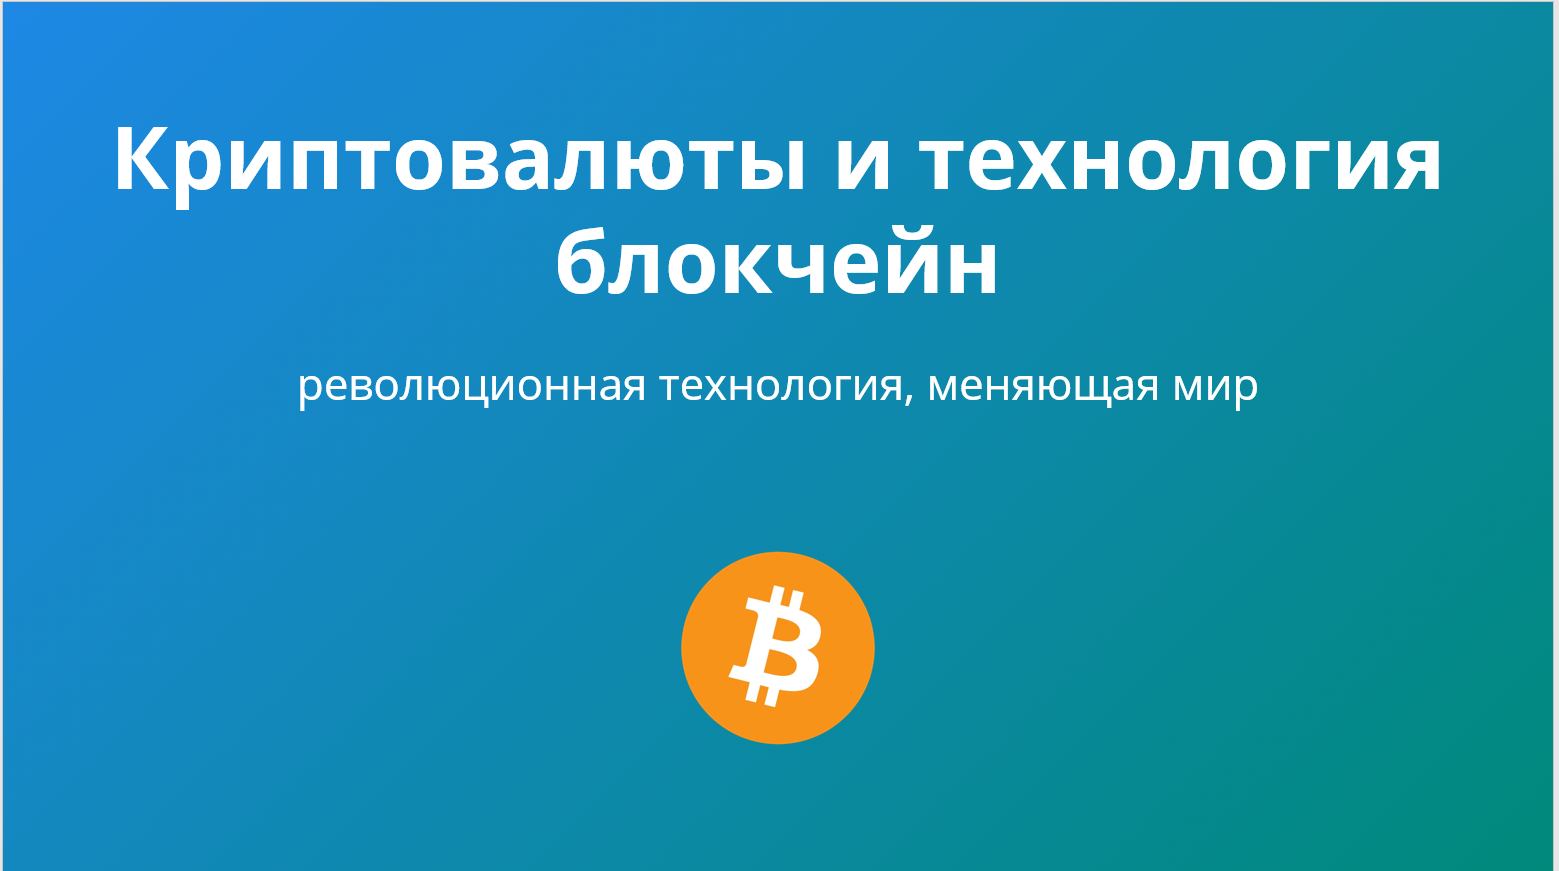 Криптовалюты и технология
блокчейн
революционная технология, меняющая мир